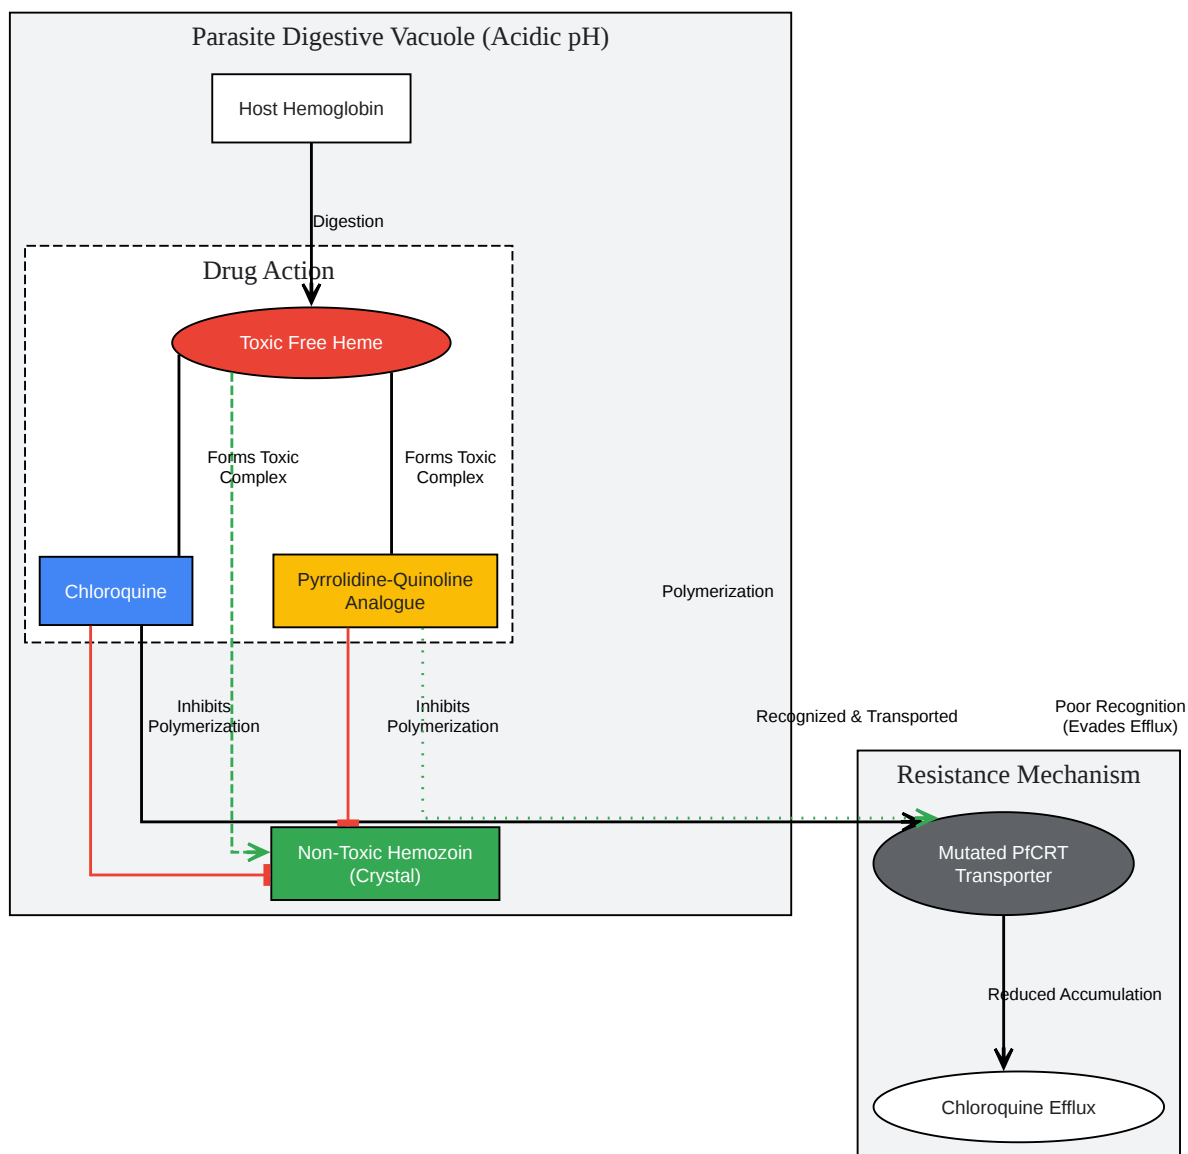 Parasite Digestive Vacuole (Acidic pH)
Host Hemoglobin
Digestion
Drug Action
Toxic Free Heme
Forms Toxic
Complex
Forms Toxic
Complex
Chloroquine
Pyrrolidine-Quinoline
Analogue
Polymerization
Inhibits
Polymerization
Inhibits
Polymerization
Recognized & Transported
Poor Recognition
(Evades Efflux)
Resistance Mechanism
Non-Toxic Hemozoin
(Crystal)
Mutated PfCRT
Transporter
Reduced Accumulation
Chloroquine Efflux